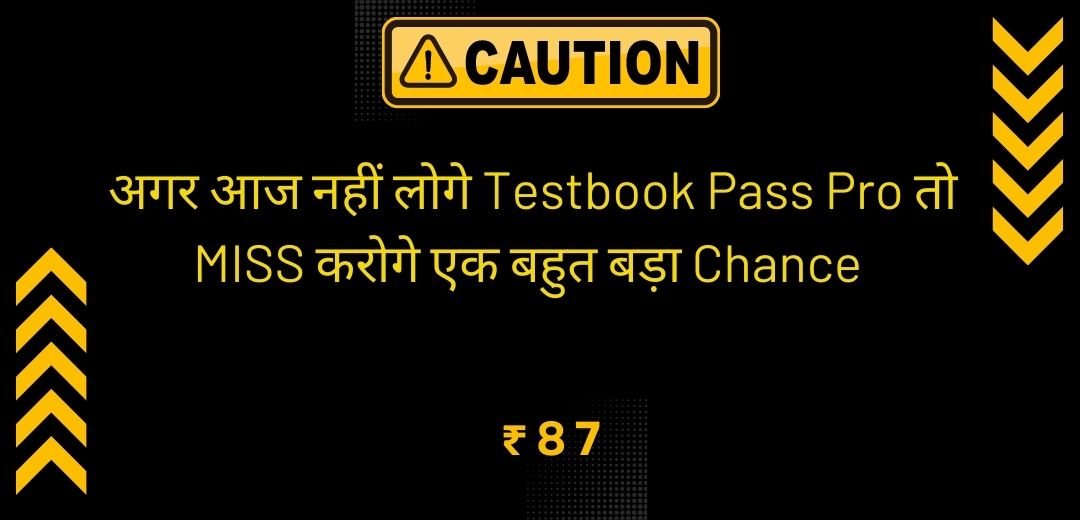 CAUTION
अगर आज नहीं लोगे Testbook Pass Pro तो
MISS करोगे एक बहुत बड़ा Chance
₹ 87